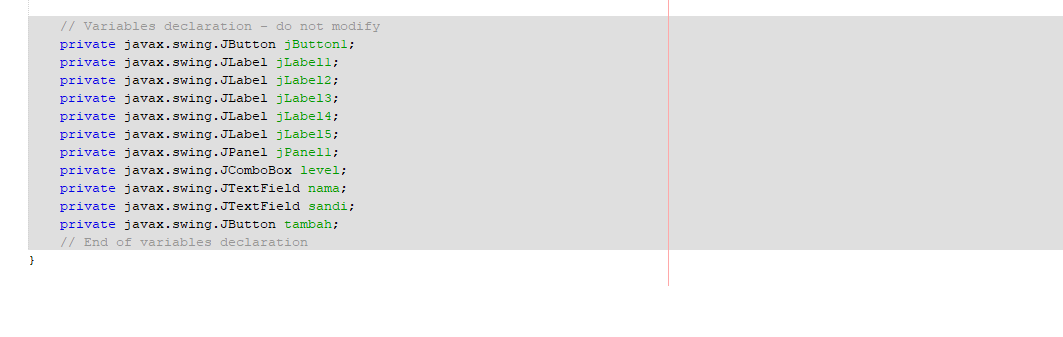 // Variables declaration - do not modify
private javax.swing.JButton jButton1;
private javax.swing.JLabel jLabel1;
private javax.swing.JLabel jLabel2;
private javax.swing.JLabel jLabel3;
private javax.swing.JLabel jLabel4;
private javax.swing.JLabel jLabel5;
private javax.swing.JPanel jPanel1;
private javax.swing.JComboBox level;
private javax.swing.JTextField nama;
private javax.swing.JTextField sandi;
private javax.swing.JButton tambah;
// End of variables declaration
}